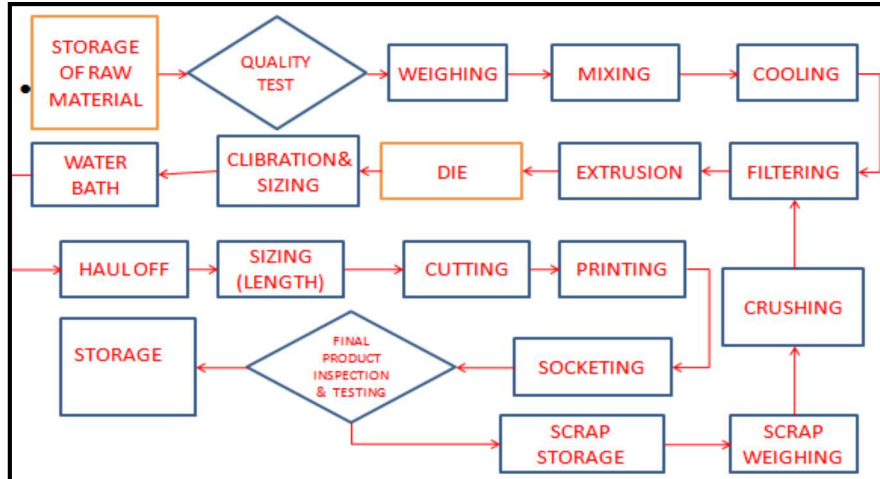 STORAGE
OF RAW
MATERIAL
QUALITY
TEST
WEIGHING
MIXING
COOLING
WATER
BATH
CLIBRATION&
SIZING
DIE
EXTRUSION
FILTERING
HAUL OFF
SIZING
(LENGTH)
CUTTING
PRINTING
CRUSHING
STORAGE
FINAL
PRODUCT
INSPECTION
& TESTING
SOCKETING
SCRAP
STORAGE
SCRAP
WEIGHING